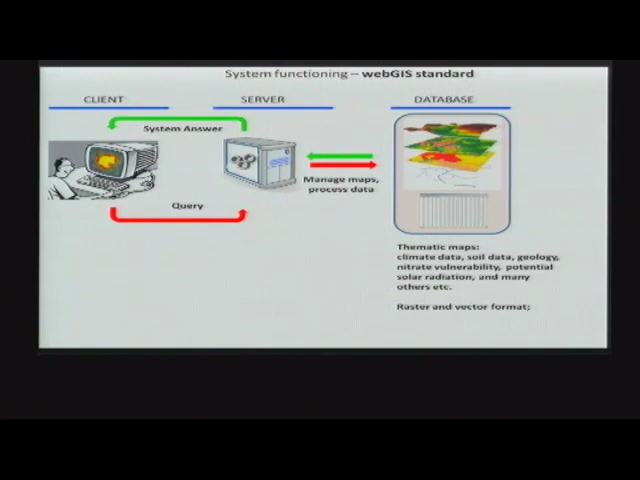 System functioning – webGIS standard
CLIENT
SERVER
DATABASE
System Answer
Manage maps,
process data
Query
Thematic maps:
climate data, soil data, geology,
nitrate vulnerability, potential
solar radiation, and many
others etc.
Raster and vector format;